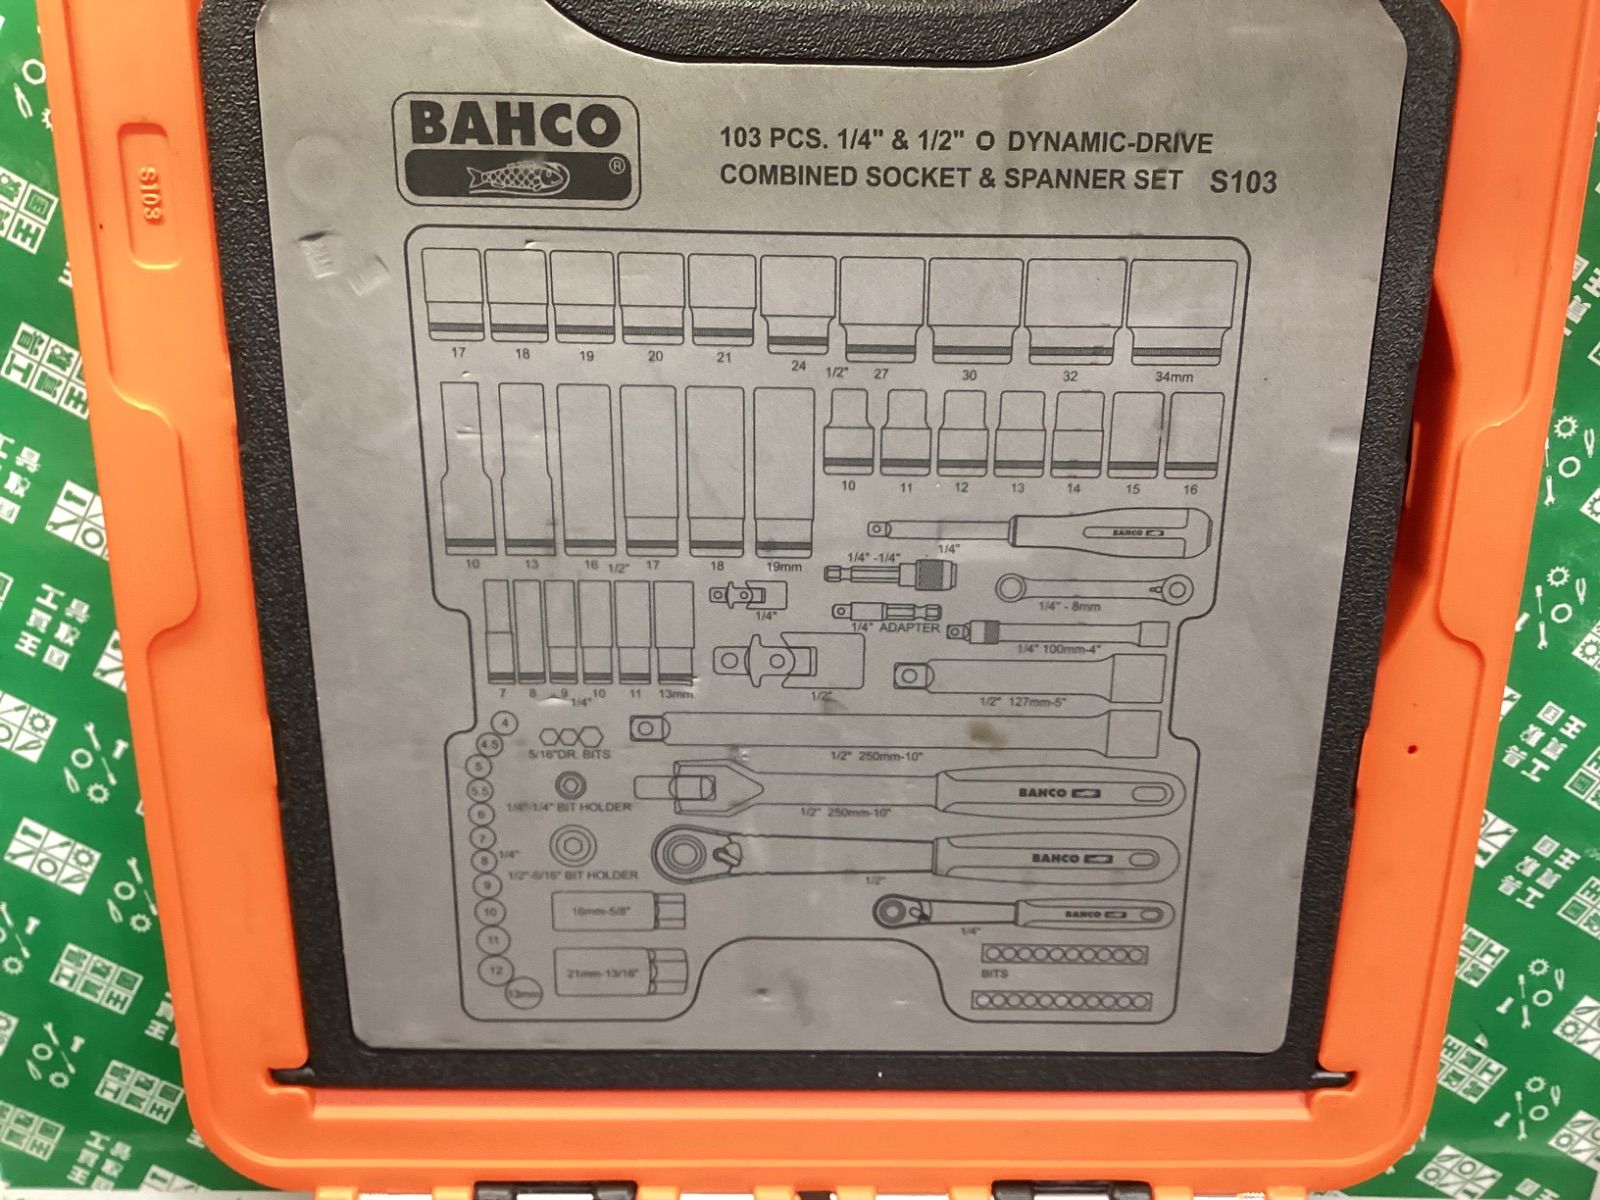 BAHCO
®
103 PCS. 1/4" & 1/2" DYNAMIC-DRIVE
COMBINED SOCKET & SPANNER SET S103
S103
17 18 19 20 21 24 1/2" 27 30 32 34mm
10 11 12 13 14 15 16
10 13 16 1/2" 17 18 19mm
BAHCO
1/4"
1/4" -1/4"
1/4" - 8mm
1/4"
1/4" ADAPTER
1/4" 100mm-4"
7 8 9 10 11 13mm
1/4"
1/2"
1/2" 127mm-5"
4
4.5
5
5.5
6
7
8
1/4"
9
10
11
12
13mm
5/16"DR. BITS
1/2" 250mm-10"
1/4"-1/4" BIT HOLDER
BAHCO
1/2" 250mm-10"
1/2"-5/16" BIT HOLDER
BAHCO
1/2"
16mm-5/8"
BAHCO
1/4"
21mm-13/16"
BITS
工具
買取
王国